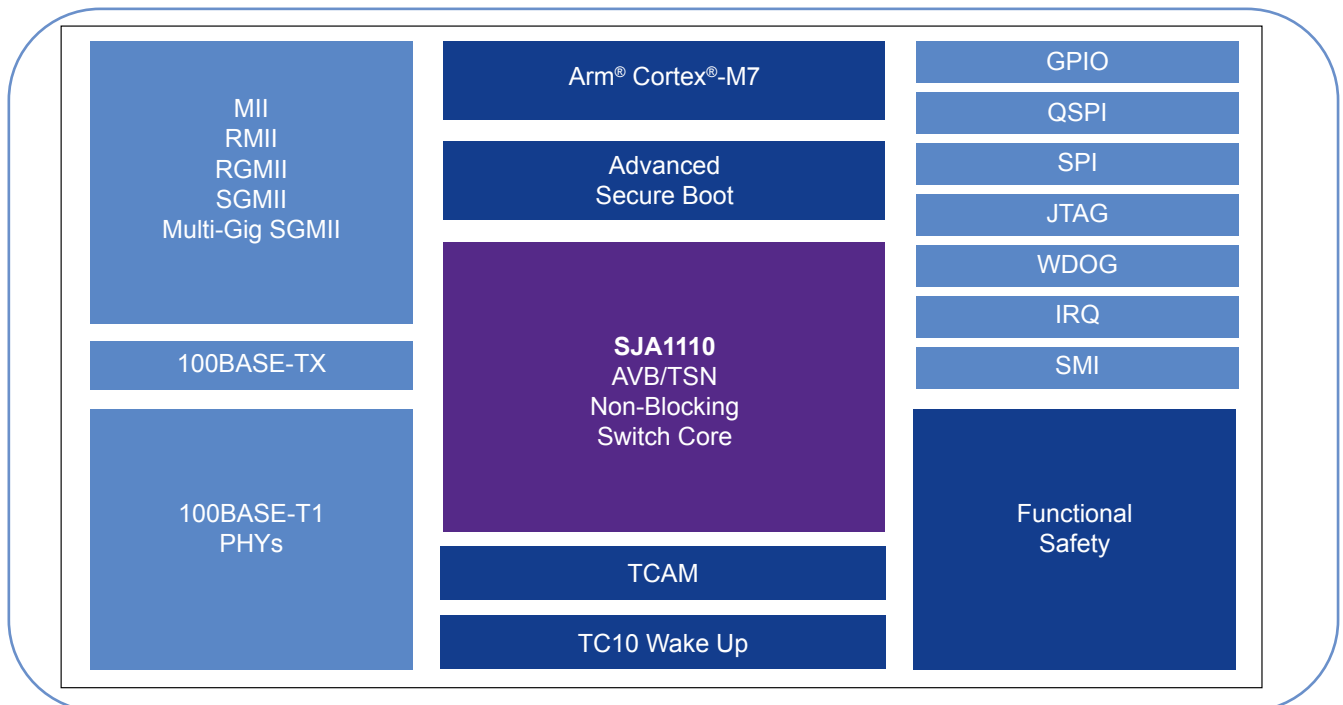 MII
RMII
RGMII
SGMII
Multi-Gig SGMII
100BASE-TX
100BASE-T1
PHYs
Arm® Cortex®-M7
Advanced
Secure Boot
SJA1110
AVB/TSN
Non-Blocking
Switch Core
TCAM
TC10 Wake Up
GPIO
QSPI
SPI
JTAG
WDOG
IRQ
SMI
Functional
Safety